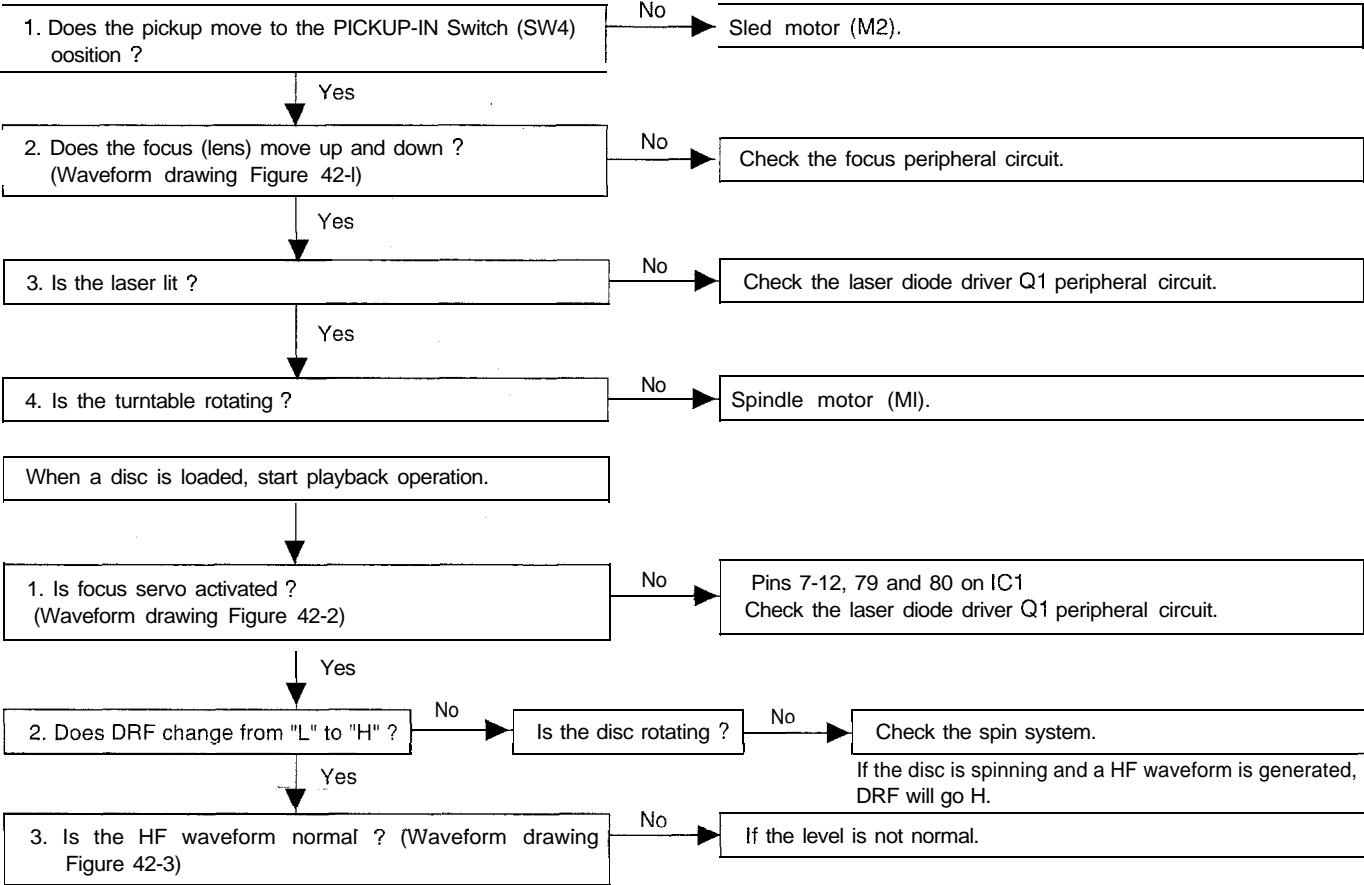 1. Does the pickup move to the PICKUP-IN Switch (SW4)
oosition ?
No
Sled motor (M2).
Yes
2. Does the focus (lens) move up and down ?
(Waveform drawing Figure 42-l)
No
Check the focus peripheral circuit.
Yes
3. Is the laser lit ?
No
Check the laser diode driver Q1 peripheral circuit.
Yes
4. Is the turntable rotating ?
No
Spindle motor (Ml).
When a disc is loaded, start playback operation.
1. Is focus servo activated ?
(Waveform drawing Figure 42-2)
No
Pins 7-12, 79 and 80 on IC1
Check the laser diode driver Q1 peripheral circuit.
Yes
2. Does DRF change from "L" to "H" ?
No
Is the disc rotating ?
No
Check the spin system.
If the disc is spinning and a HF waveform is generated,
DRF will go H.
Yes
3. Is the HF waveform normal ? (Waveform drawing
Figure 42-3)
No
If the level is not normal.